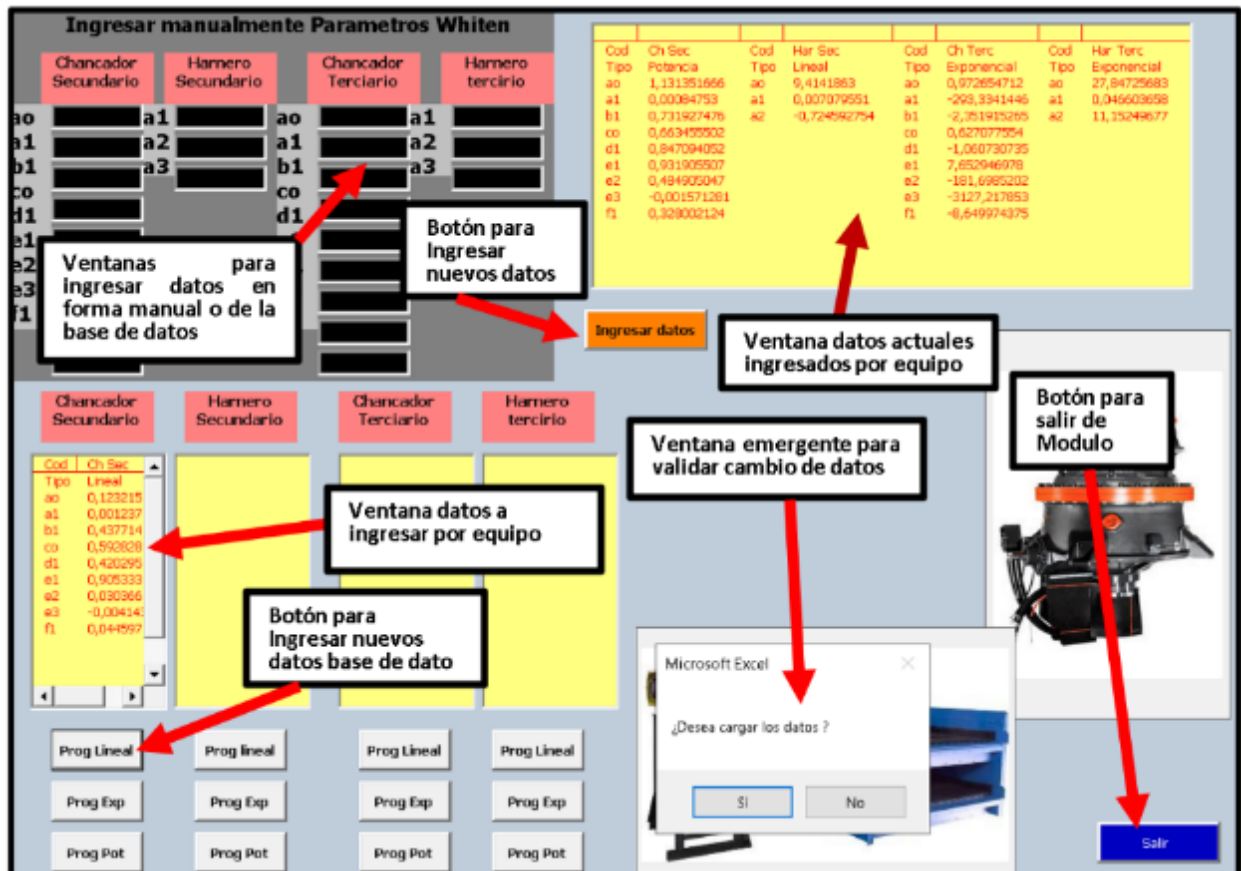 Ingresar manualmente Parametros Whiten
Chancador Secundario
Harnero Secundario
Chancador Terciario
Harnero tercirio
ao a1 ao a1
a1 a2 a1 a2
b1 a3 b1 a3
co co
d1 d1
e1
e2
e3
f1
Cod Ch Sec Cod Har Sec Cod Ch Terc Cod Har Terc
Tipo Potencia Tipo Lineal Tipo Exponencial Tipo Exponencial
ao 1,131351666 ao 9,4141863 ao 0,972654712 ao 27,84725683
a1 0,00084753 a1 0,007079551 a1 -293,3341446 a1 0,046603658
b1 0,731927476 a2 -0,724592754 b1 -2,351915265 a2 11,15249677
co 0,663455502 co 0,627077554
d1 0,847094052 d1 -1,060730735
e1 0,931905507 e1 7,652946978
e2 0,484905047 e2 -181,6985202
e3 -0,001571281 e3 -3127,217853
f1 0,328002124 f1 -8,649974375
Ventanas para
ingresar datos en
forma manual o de la
base de datos
Botón para
Ingresar
nuevos datos
Ingresar datos
Ventana datos actuales
ingresados por equipo
Chancador Secundario
Harnero Secundario
Chancador Terciario
Harnero tercirio
Ventana emergente para
validar cambio de datos
Botón para
salir de
Modulo
Cod Ch Sec
Tipo Lineal
ao 0,123215
a1 0,001237
b1 0,437714
co 0,592828
d1 0,420295
e1 0,905333
e2 0,030366
e3 -0,004143
f1 0,044597
Ventana datos a
ingresar por equipo
Botón para
Ingresar nuevos
datos base de dato
Microsoft Excel
¿Desea cargar los datos ?
Sí No
Prog Lineal Prog lineal Prog Lineal Prog Lineal
Prog Exp Prog Exp Prog Exp Prog Exp
Prog Pot Prog Pot Prog Pot Prog Pot
Salir